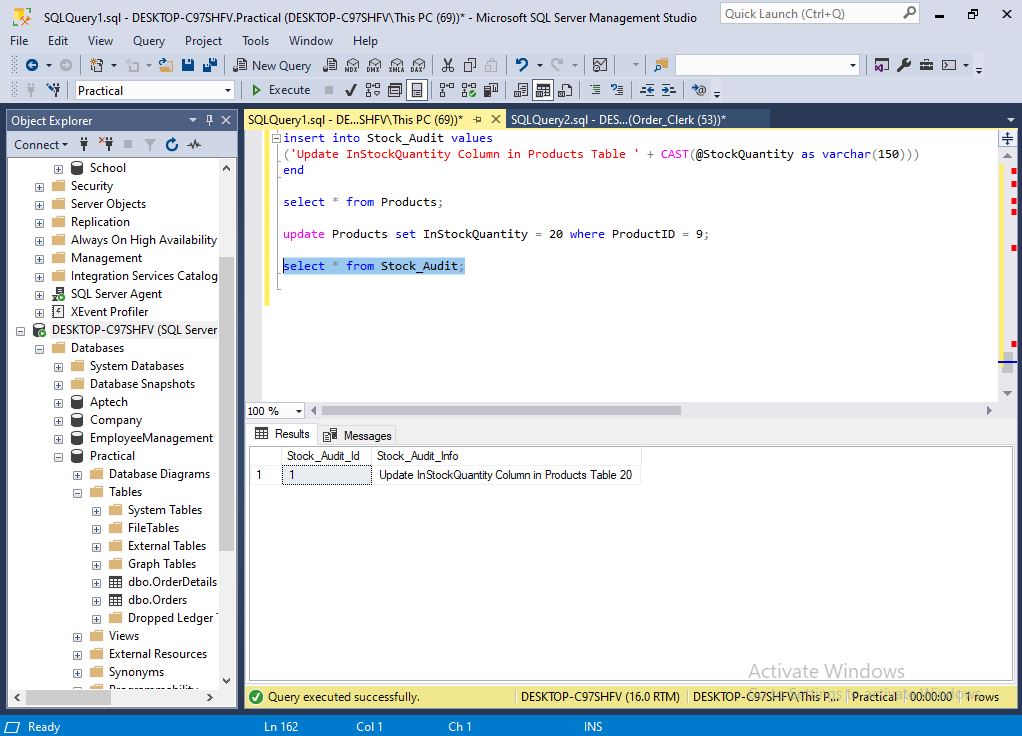 SQLQuery1.sql - DESKTOP-C97SHFV.Practical (DESKTOP-C97SHFV\This PC (69))* - Microsoft SQL Server Management Studio
Quick Launch (Ctrl+Q)
File Edit View Query Project Tools Window Help
New Query
MDX DMX XMLA DAX
Practical
Execute
Object Explorer
SQLQuery1.sql - DE...SHFV\This PC (69))*
SQLQuery2.sql - DES...(Order_Clerk (53))*
Connect
School
Security
Server Objects
Replication
Always On High Availability
Management
Integration Services Catalog
SQL Server Agent
XEvent Profiler
DESKTOP-C97SHFV (SQL Server
Databases
System Databases
Database Snapshots
Aptech
Company
EmployeeManagement
Practical
Database Diagrams
Tables
System Tables
FileTables
External Tables
Graph Tables
dbo.OrderDetails
dbo.Orders
Dropped Ledger
Views
External Resources
Synonyms
insert into Stock_Audit values
('Update InStockQuantity Column in Products Table ' + CAST(@StockQuantity as varchar(150)))
end
select * from Products;
update Products set InStockQuantity = 20 where ProductID = 9;
select * from Stock_Audit;
100 %
Results Messages
Stock_Audit_Id Stock_Audit_Info
1 1 Update InStockQuantity Column in Products Table 20
Activate Windows
Query executed successfully.
DESKTOP-C97SHFV (16.0 RTM)
DESKTOP-C97SHFV\This P...
Practical
00:00:00
1 rows
Ready
Ln 162
Col 1
Ch 1
INS